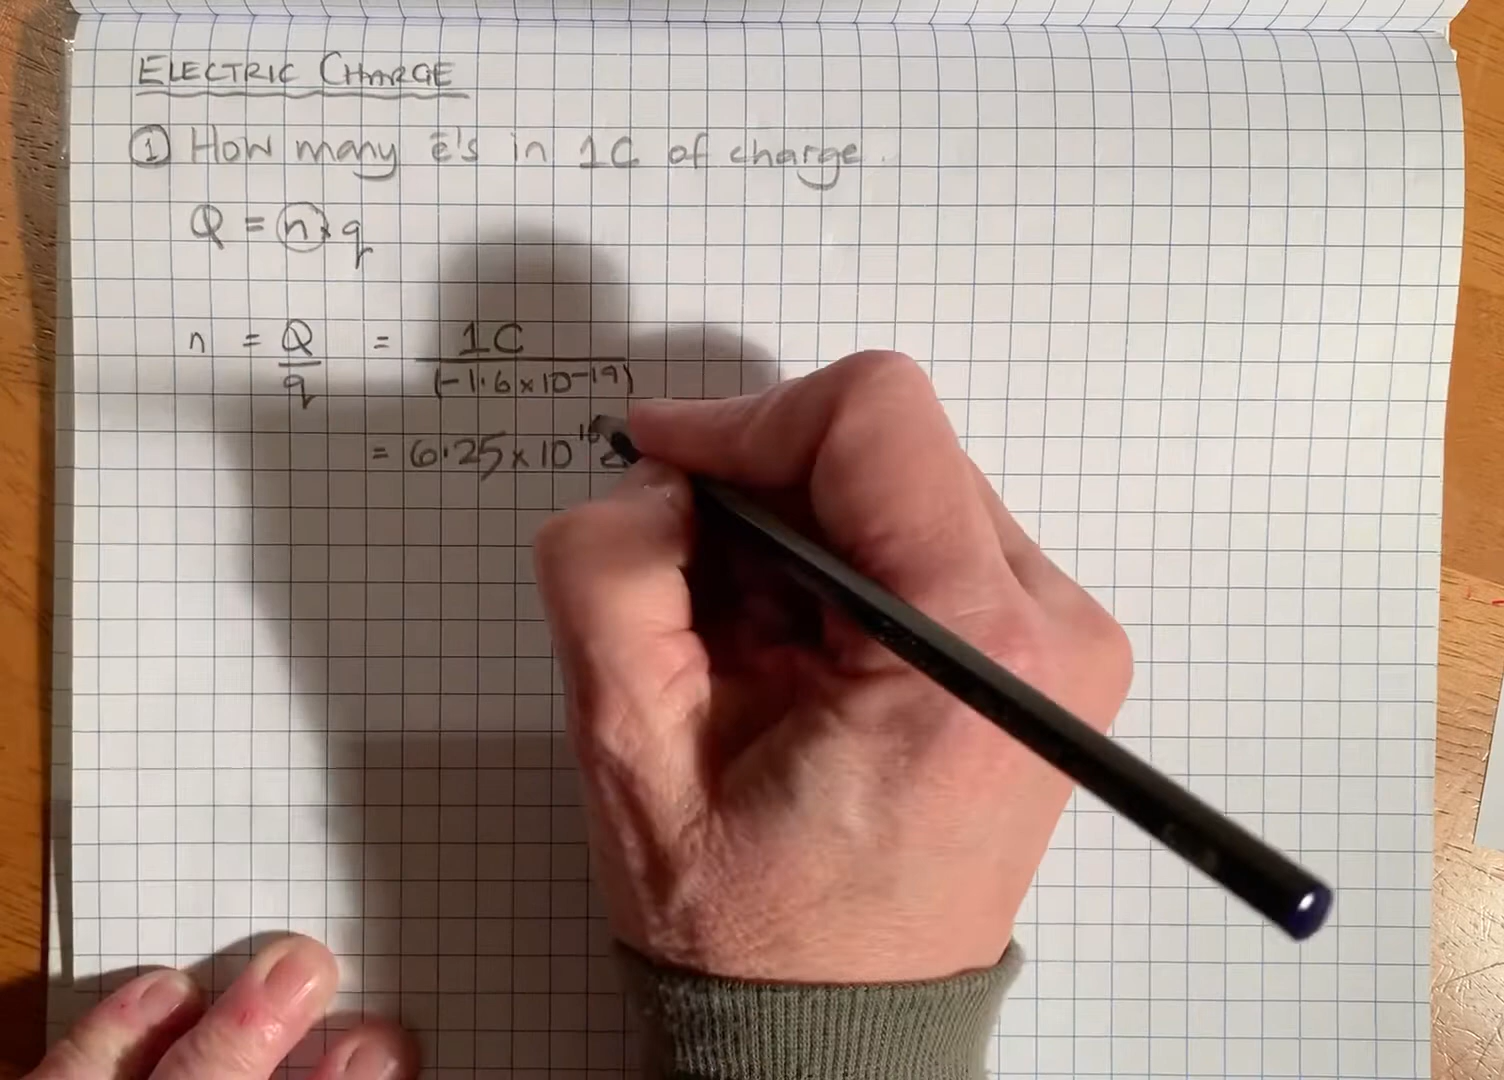 ELECTRIC CHARGE
① How many ē's in 1C of charge.
Q = n × q
n = Q/q = 1C/(-1.6 × 10⁻¹⁹)
= 6.25 × 10